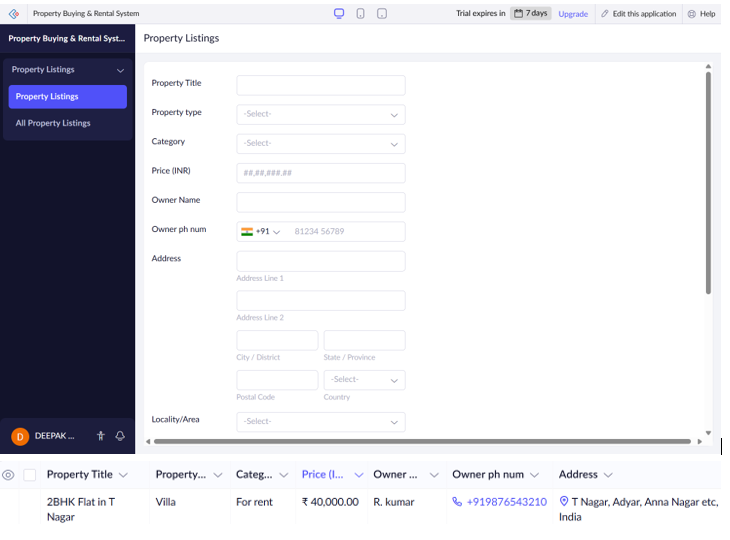 Property Buying & Rental System
Trial expires in 7 days Upgrade Edit this application Help
Property Buying & Rental Syst...
Property Listings
Property Listings
Property Listings
All Property Listings
Property Title
Property type -Select-
Category -Select-
Price (INR) ##,##,###.##
Owner Name
Owner ph num +91 81234 56789
Address
Address Line 1
Address Line 2
City / District State / Province
-Select-
Postal Code Country
Locality/Area -Select-
D DEEPAK ...
Property Title Property... Categ... Price (I... Owner ... Owner ph num Address
2BHK Flat in T Villa For rent ₹ 40,000.00 R. kumar +919876543210 T Nagar, Adyar, Anna Nagar etc,
Nagar India